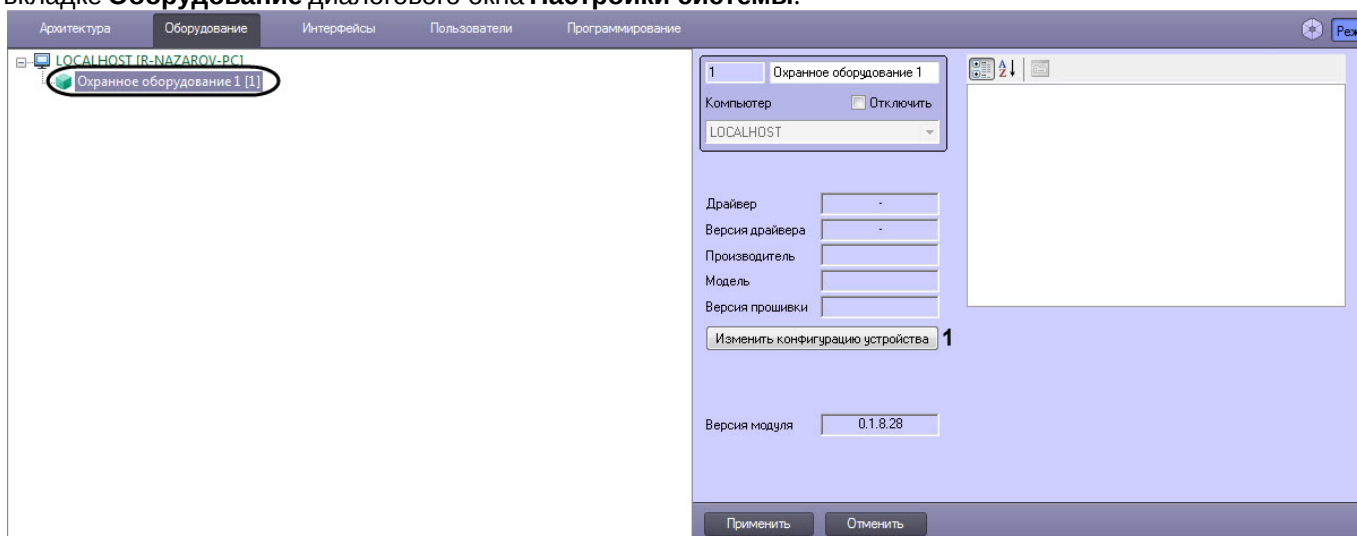 вкладке Оборудование диалогового окна Настройки системы.
Архитектура Оборудование Интерфейсы Пользователи Программирование
LOCALHOST [R-NAZAROV-PC]
Охранное оборудование 1 [1]
1 Охранное оборудование 1
Компьютер Отключить
LOCALHOST
Драйвер -
Версия драйвера -
Производитель
Модель
Версия прошивки
Изменить конфигурацию устройства 1
Версия модуля 0.1.8.28
Применить Отменить